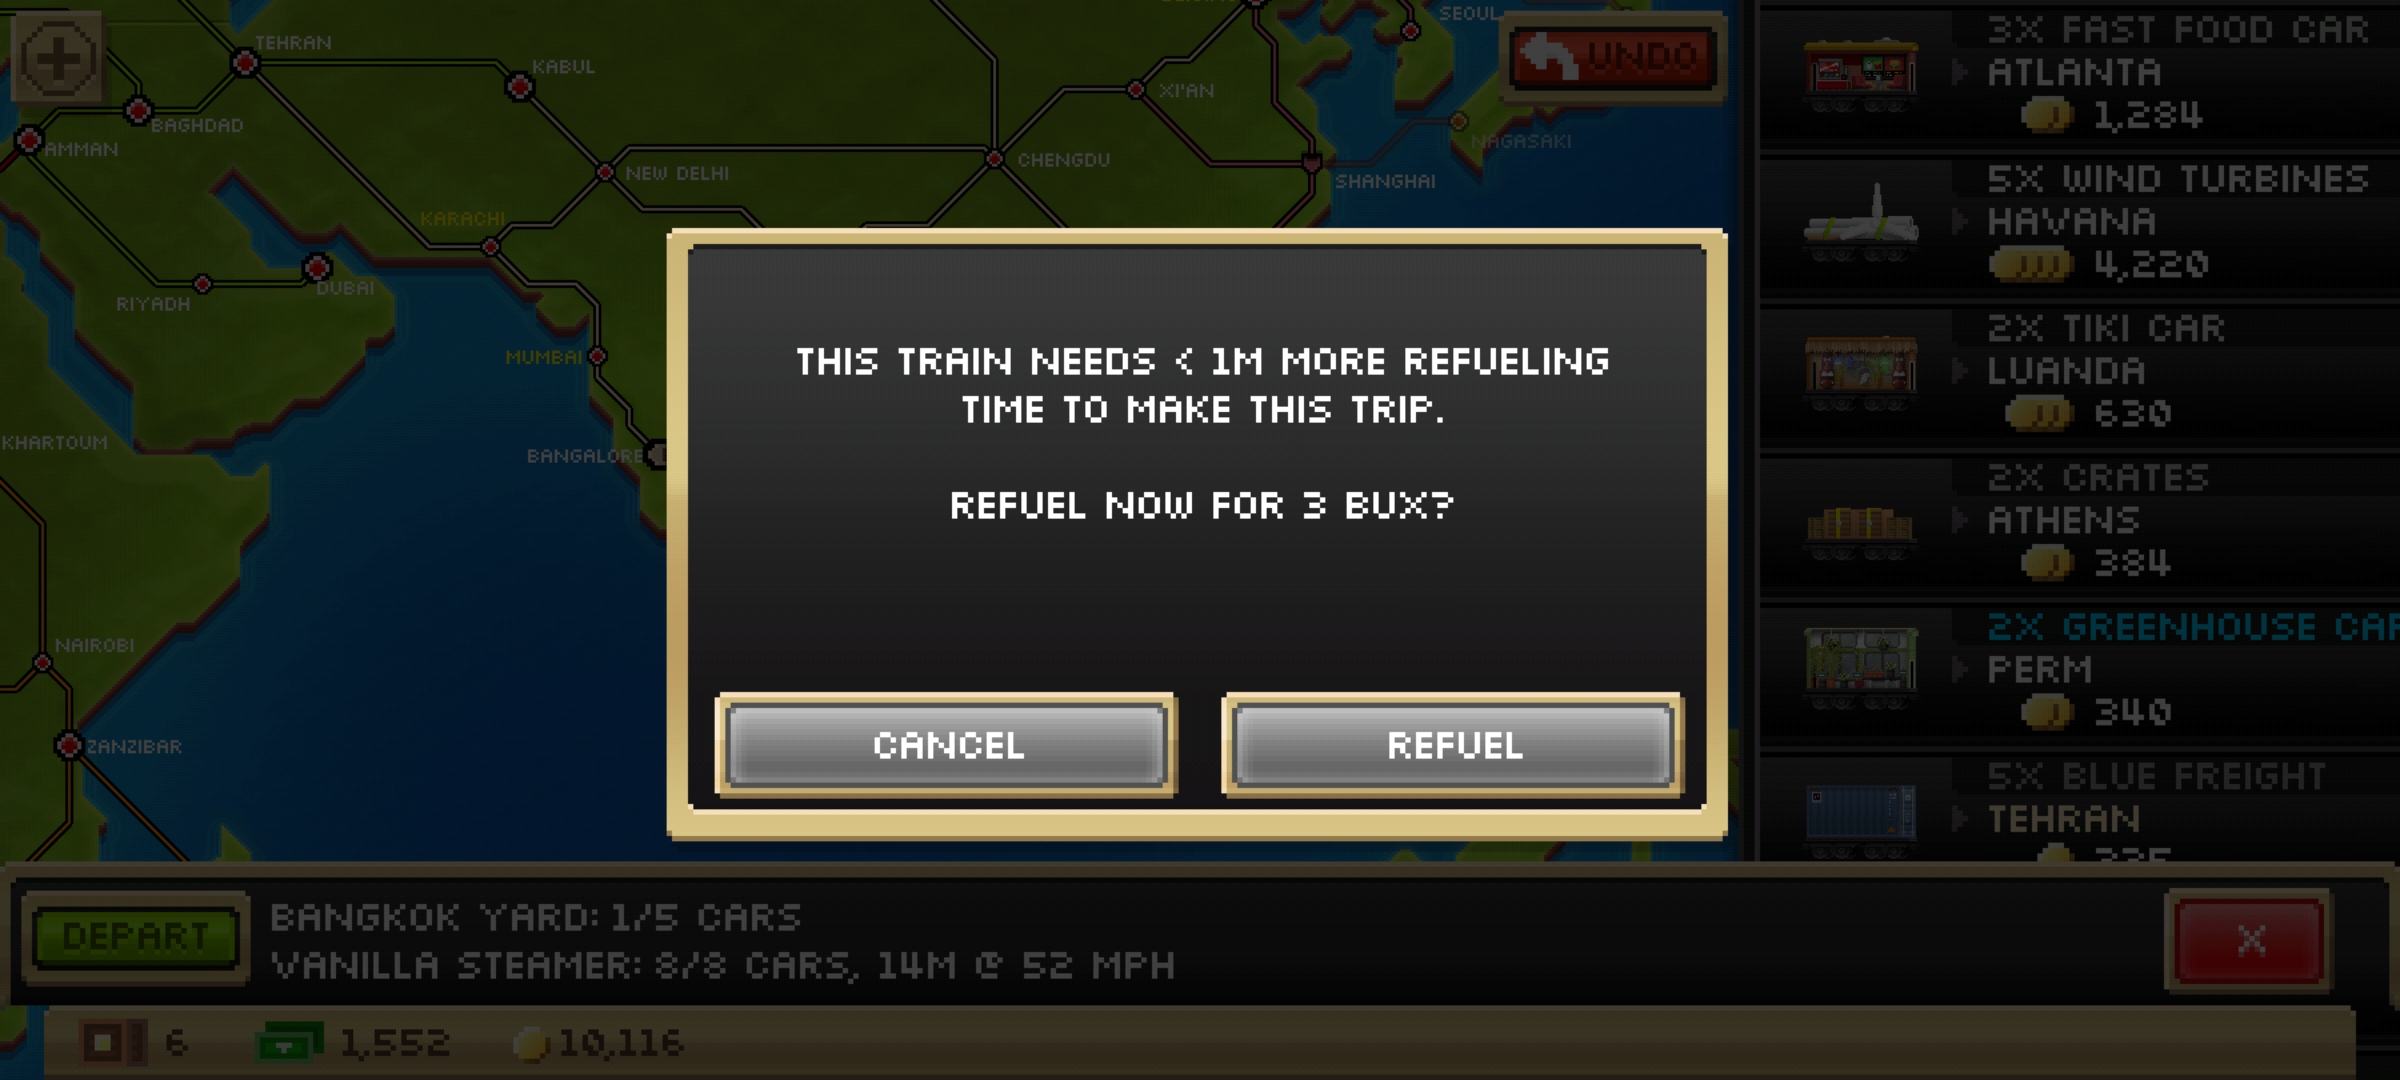 TEHRAN
KABUL
BAGHDAD
AMMAN
SEOUL
UNDO
XI'AN
NAGASAKI
CHENGDU
NEW DELHI
SHANGHAI
KARACHI
DUBAI
RIYADH
MUMBAI
KHARTOUM
BANGALORE
NAIROBI
ZANZIBAR
THIS TRAIN NEEDS < 1M MORE REFUELING
TIME TO MAKE THIS TRIP.
REFUEL NOW FOR 3 BUX?
CANCEL
REFUEL
3X FAST FOOD CAR
ATLANTA
1,284
5X WIND TURBINES
HAVANA
4,220
2X TIKI CAR
LUANDA
630
2X CRATES
ATHENS
384
2X GREENHOUSE CAR
PERM
340
5X BLUE FREIGHT
TEHRAN
DEPART
BANGKOK YARD: 1/5 CARS
VANILLA STEAMER: 8/8 CARS, 14M @ 52 MPH
X
6
1,552
10,116